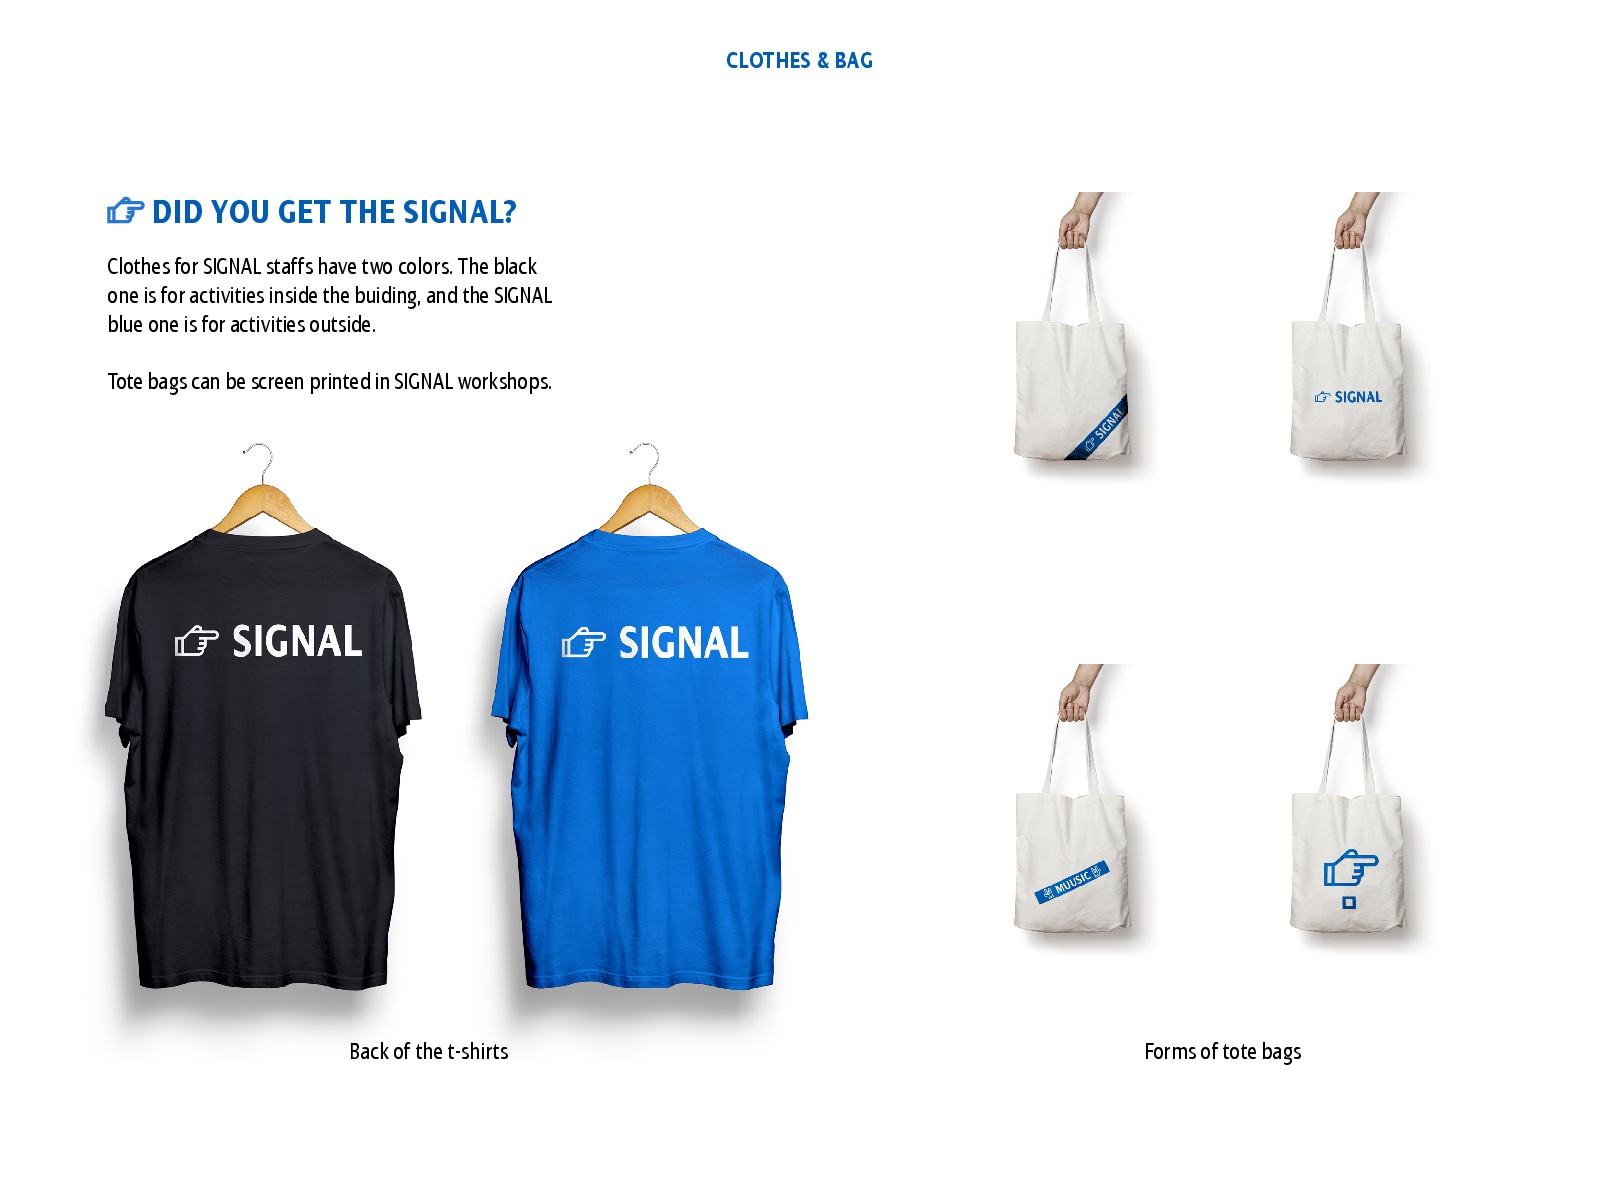 CLOTHES & BAG
DID YOU GET THE SIGNAL?
Clothes for SIGNAL staffs have two colors. The black
one is for activities inside the buiding, and the SIGNAL
blue one is for activities outside.
Tote bags can be screen printed in SIGNAL workshops.
SIGNAL
SIGNAL
Back of the t-shirts
SIGNAL
SIGNAL
MUUSIC
Forms of tote bags